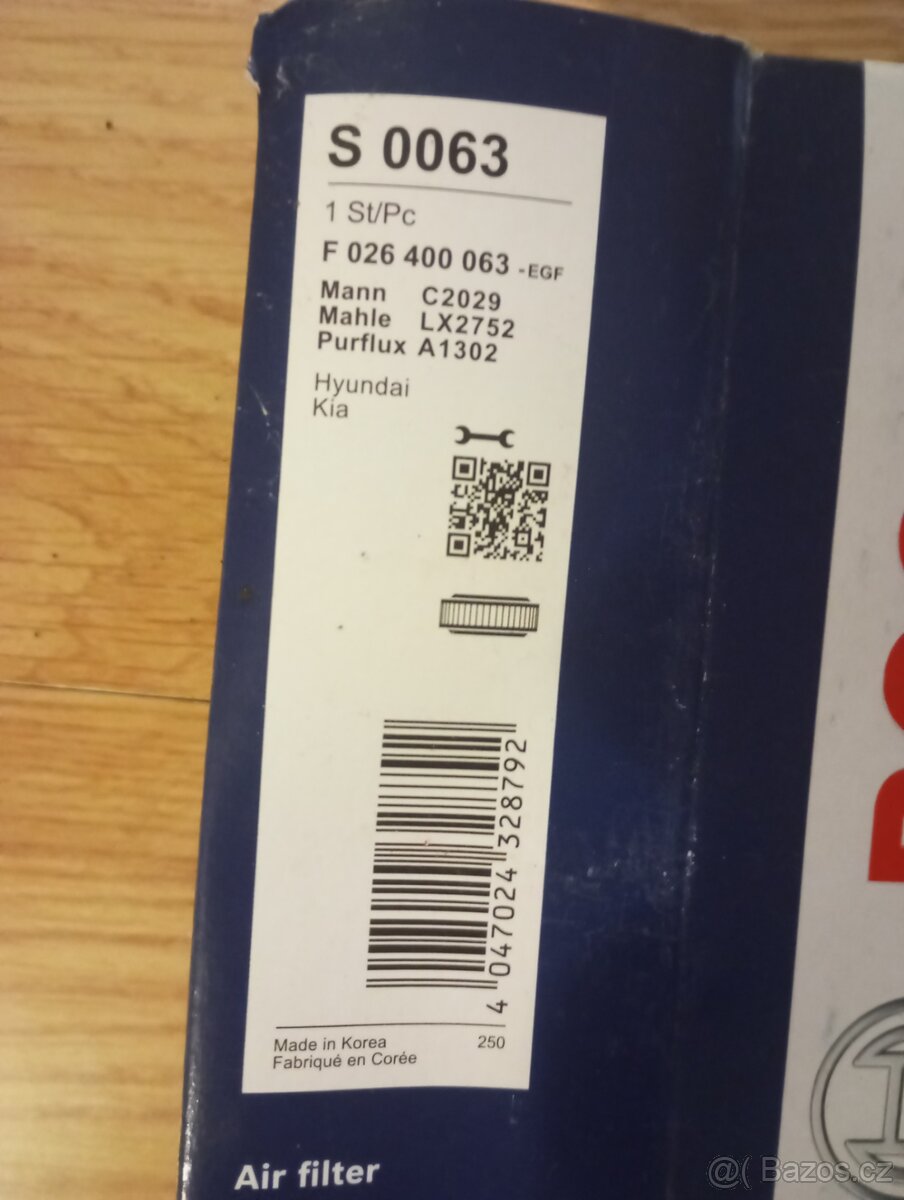 S 0063
1 St/Pc
F 026 400 063 -EGF
Mann C2029
Mahle LX2752
Purflux A1302
Hyundai
Kia
4 047024 328792
Made in Korea 250
Fabriqué en Corée
Air filter
@( Bazos.cz